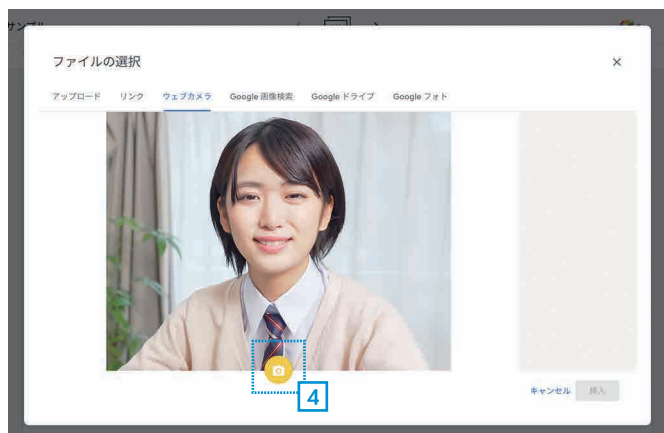 サンプル
ファイルの選択
アップロード リンク ウェブカメラ Google 画像検索 Google ドライブ Google フォト
4
キャンセル 挿入